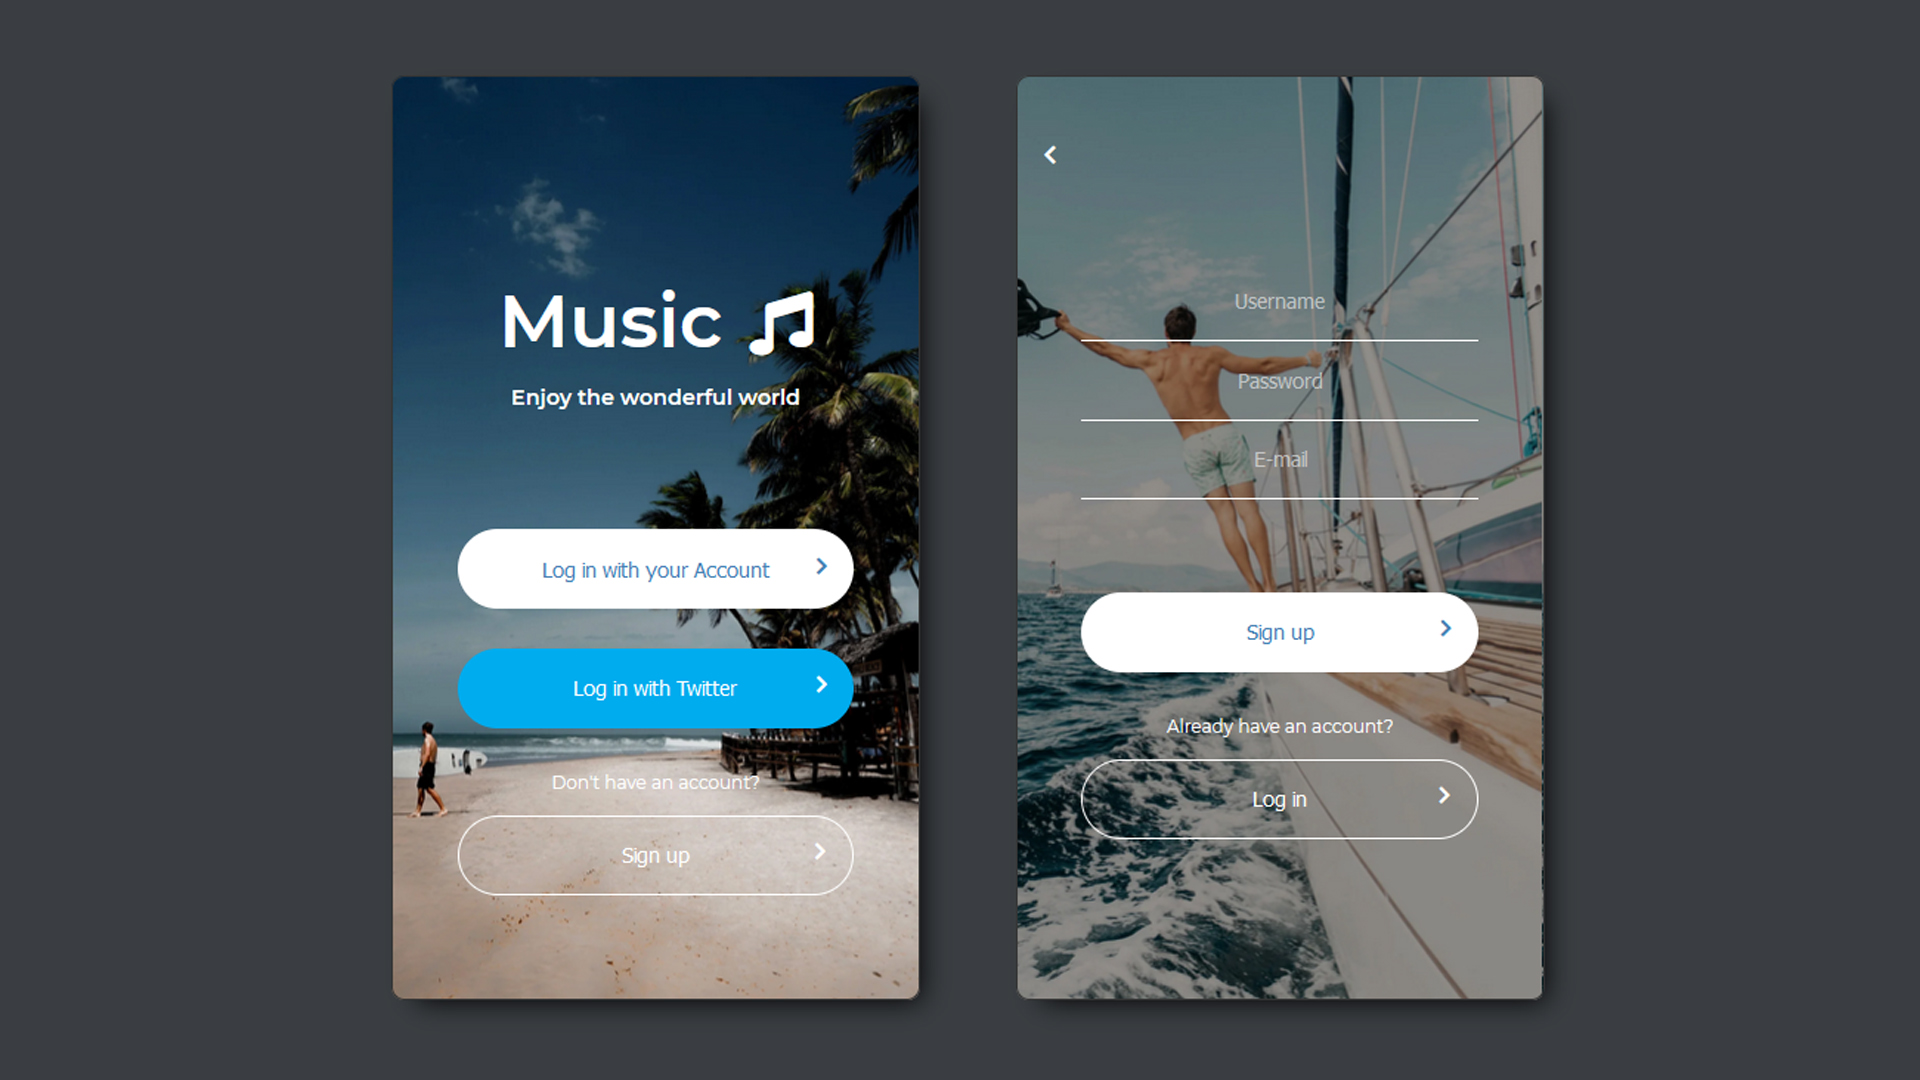 Music
Enjoy the wonderful world
Log in with your Account
Log in with Twitter
Don't have an account?
Sign up
Username
Password
E-mail
Sign up
Already have an account?
Log in